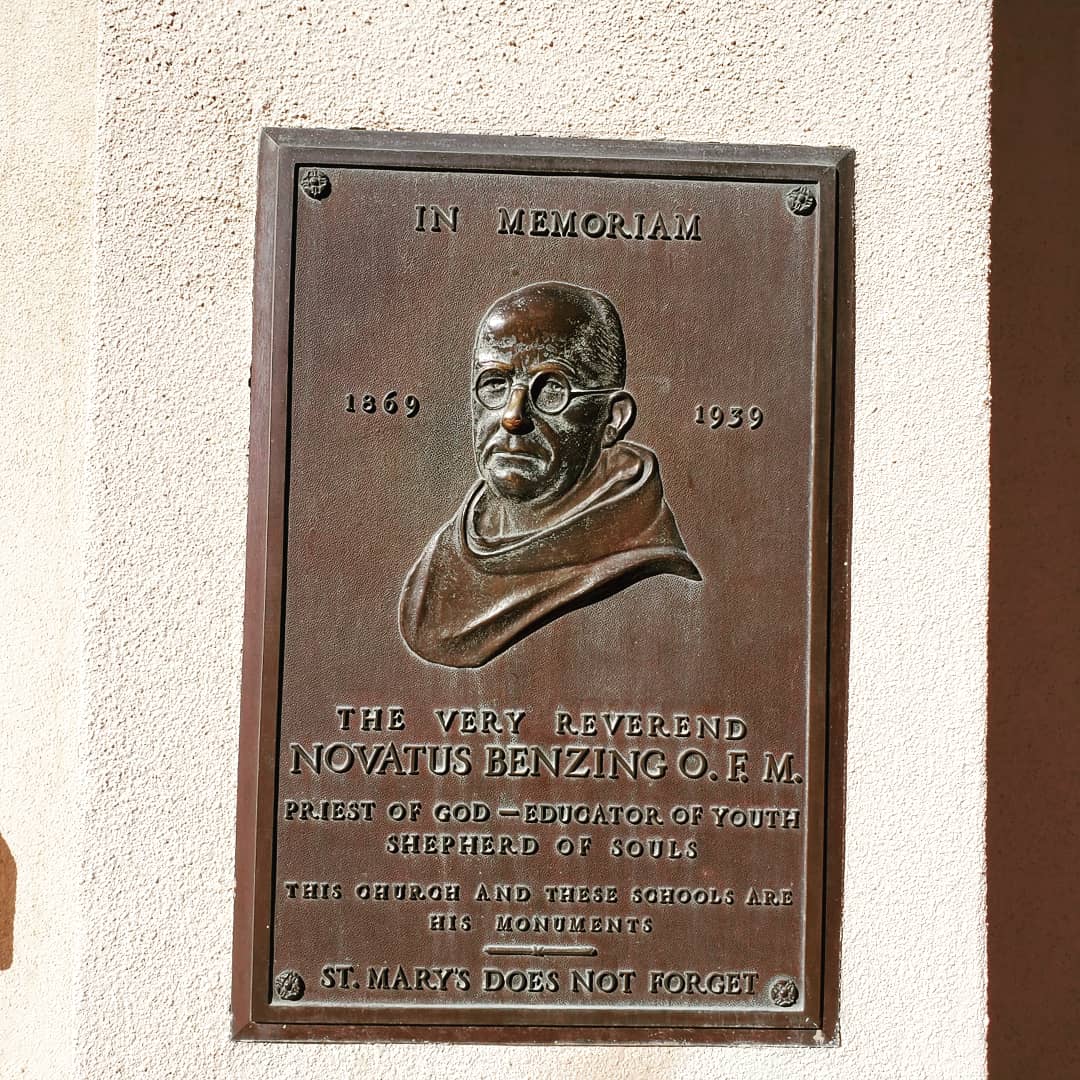 IN MEMORIAM
1869 1939
THE VERY REVEREND
NOVATUS BENZING O. F. M.
PRIEST OF GOD — EDUCATOR OF YOUTH
SHEPHERD OF SOULS
THIS CHURCH AND THESE SCHOOLS ARE
HIS MONUMENTS
ST. MARY'S DOES NOT FORGET